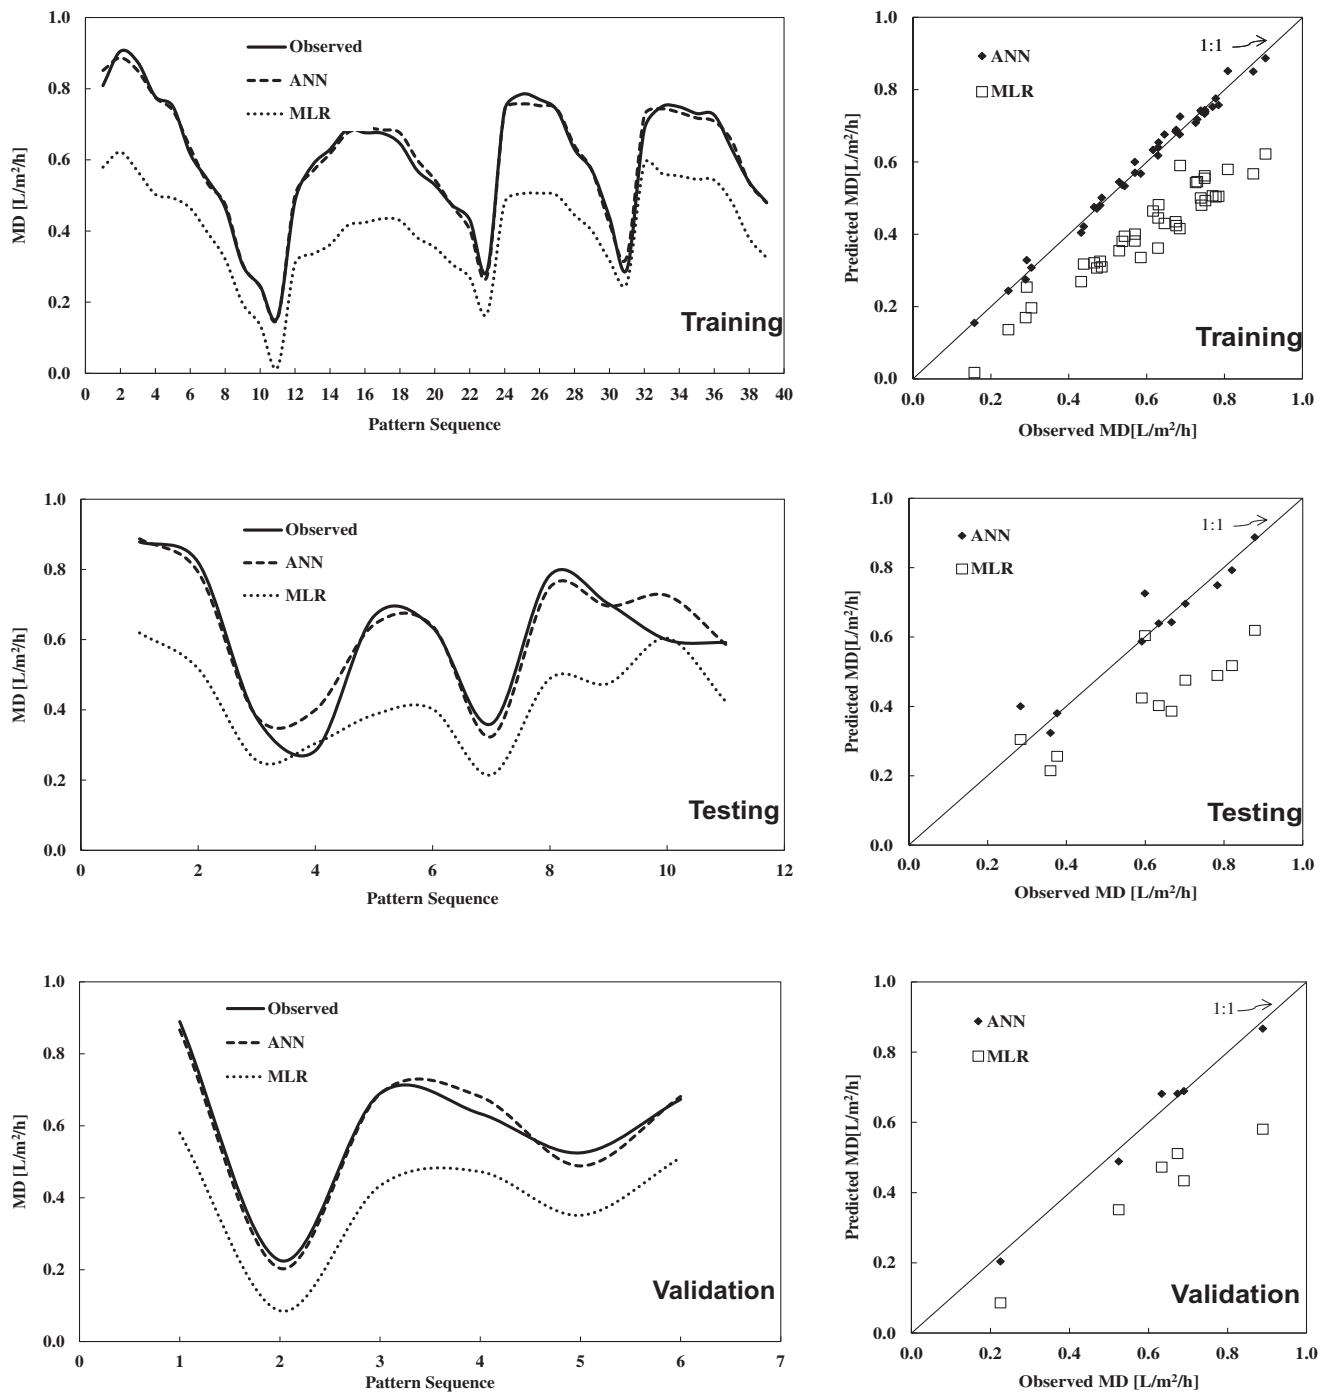 1.0
0.8
0.6
0.4
0.2
0.0
MD [L/m²/h]
Observed
ANN
MLR
Training
0 2 4 6 8 10 12 14 16 18 20 22 24 26 28 30 32 34 36 38 40
Pattern Sequence
1.0
0.8
0.6
0.4
0.2
0.0
Predicted MD[L/m²/h]
ANN
MLR
1:1
Training
0.0 0.2 0.4 0.6 0.8 1.0
Observed MD[L/m²/h]
1.0
0.8
0.6
0.4
0.2
0.0
MD [L/m²/h]
Observed
ANN
MLR
Testing
0 2 4 6 8 10 12
Pattern Sequence
1.0
0.8
0.6
0.4
0.2
0.0
Predicted MD[L/m²/h]
ANN
MLR
1:1
Testing
0.0 0.2 0.4 0.6 0.8 1.0
Observed MD [L/m²/h]
1.0
0.8
0.6
0.4
0.2
0.0
MD [L/m²/h]
Observed
ANN
MLR
Validation
0 1 2 3 4 5 6 7
Pattern Sequence
1.0
0.8
0.6
0.4
0.2
0.0
Predicted MD[L/m²/h]
ANN
MLR
1:1
Validation
0.0 0.2 0.4 0.6 0.8 1.0
Observed MD [L/m²/h]